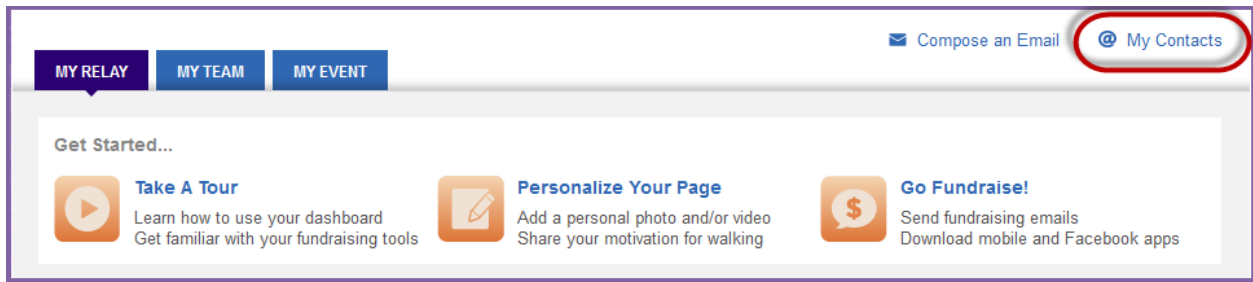 Compose an Email @ My Contacts
MY RELAY MY TEAM MY EVENT
Get Started...
Take A Tour
Learn how to use your dashboard
Get familiar with your fundraising tools
Personalize Your Page
Add a personal photo and/or video
Share your motivation for walking
$
Go Fundraise!
Send fundraising emails
Download mobile and Facebook apps